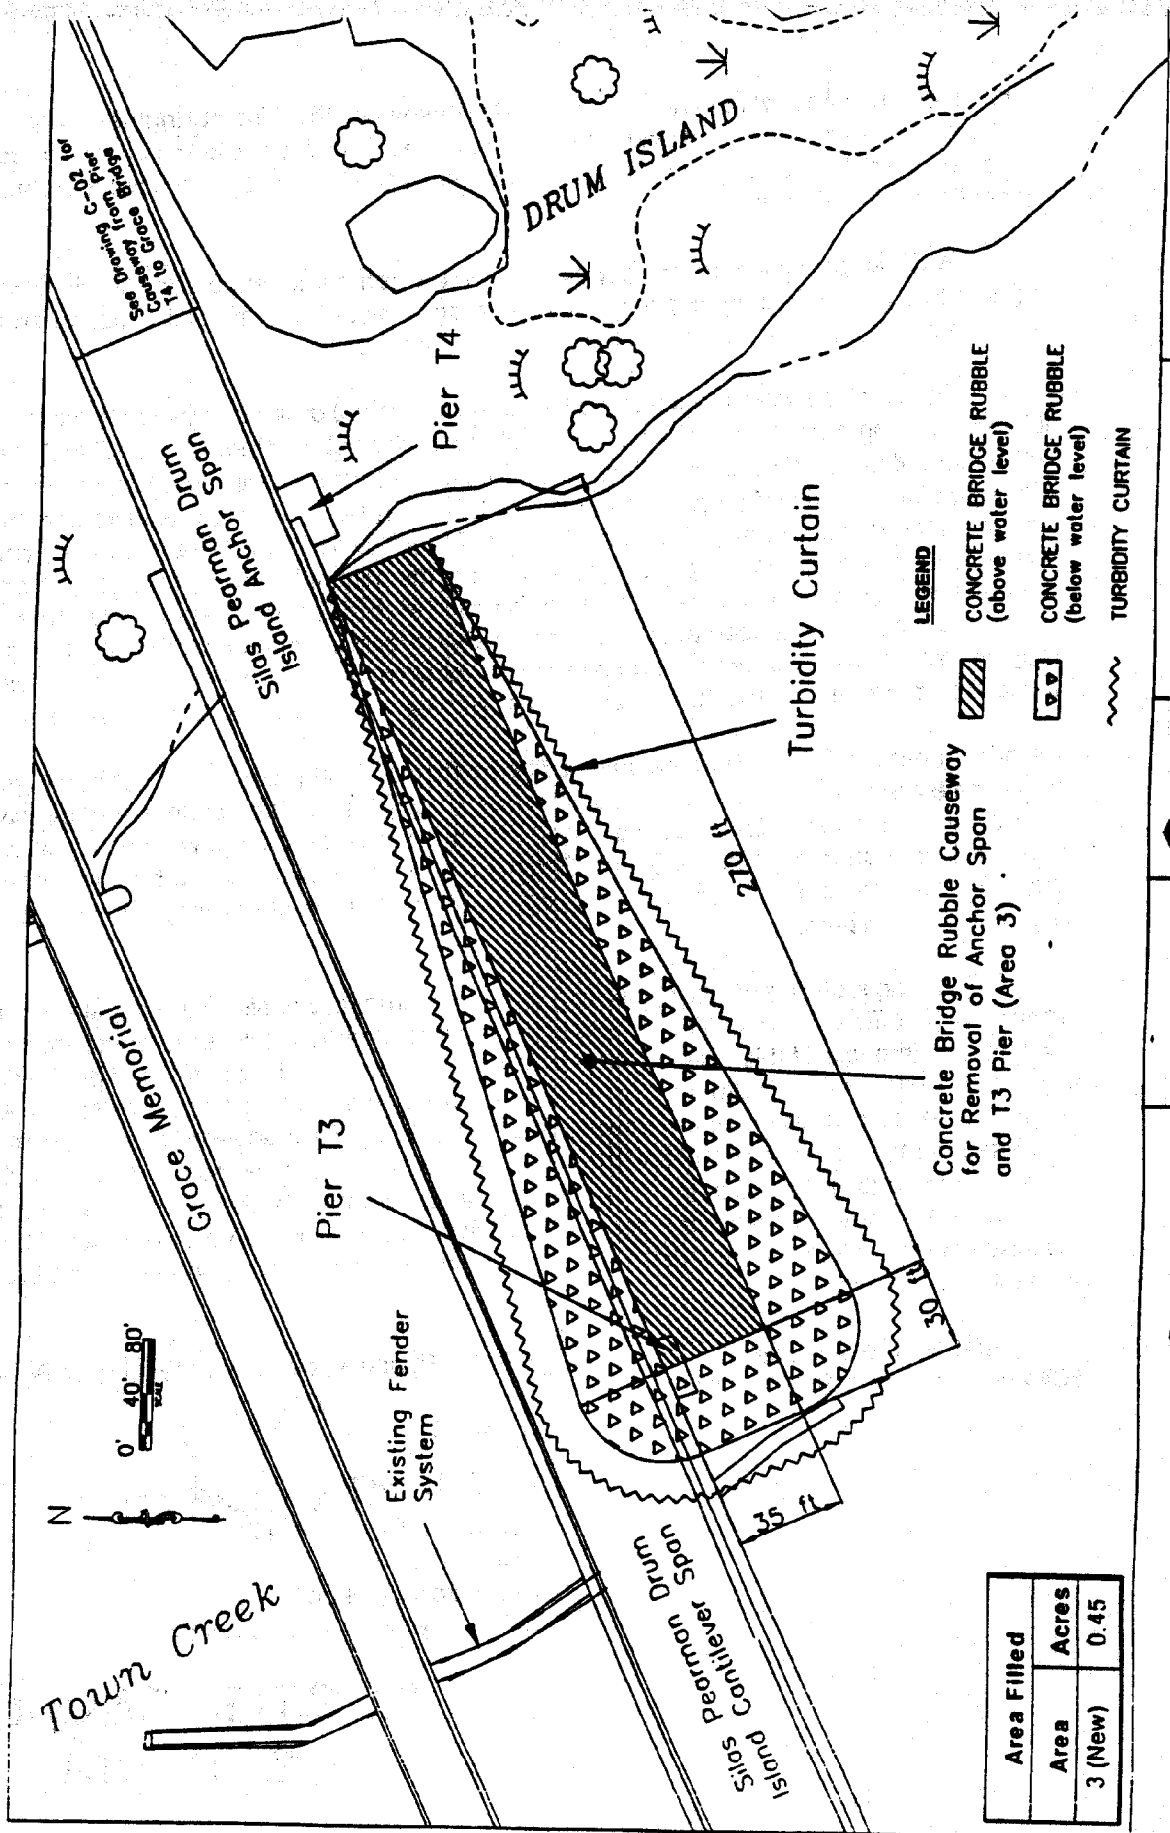 Town Creek
N
0' 40' 80'
SCALE
Grace Memorial
See Drawing C-02 for
Causeway from Pier
T4 to Grace Bridge
Existing Fender
System
Pier T3
Silas Pearman Drum
Island Anchor Span
Pier T4
DRUM ISLAND
Silas Pearman Drum
Island Cantilever Span
35 ft
30 ft
270 ft
Turbidity Curtain
Concrete Bridge Rubble Causeway
for Removal of Anchor Span
and T3 Pier (Area 3)
LEGEND
CONCRETE BRIDGE RUBBLE
(above water level)
CONCRETE BRIDGE RUBBLE
(below water level)
TURBIDITY CURTAIN
Area Filled
Area Acres
3 (New) 0.45